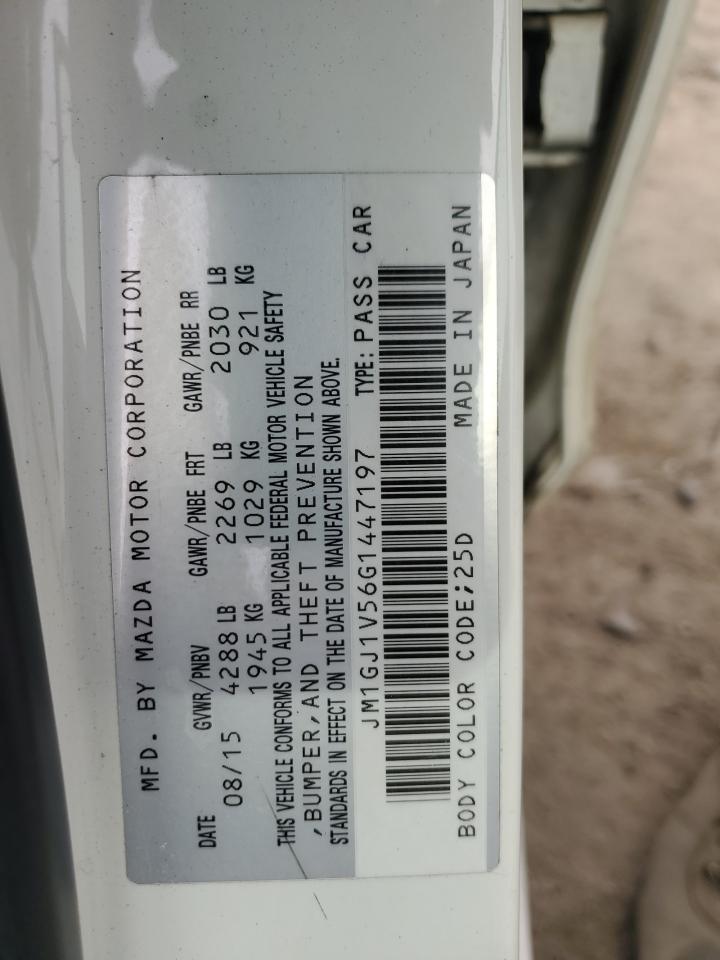 MFD. BY MAZDA MOTOR CORPORATION
DATE GVWR/PNBV GAWR/PNBE FRT GAWR/PNBE RR
08/15 4288 LB 2269 LB 2030 LB
1945 KG 1029 KG 921 KG
THIS VEHICLE CONFORMS TO ALL APPLICABLE FEDERAL MOTOR VEHICLE SAFETY
,BUMPER,AND THEFT PREVENTION
STANDARDS IN EFFECT ON THE DATE OF MANUFACTURE SHOWN ABOVE.
JM1GJ1V56G1447197 TYPE: PASS CAR
BODY COLOR CODE;25D MADE IN JAPAN